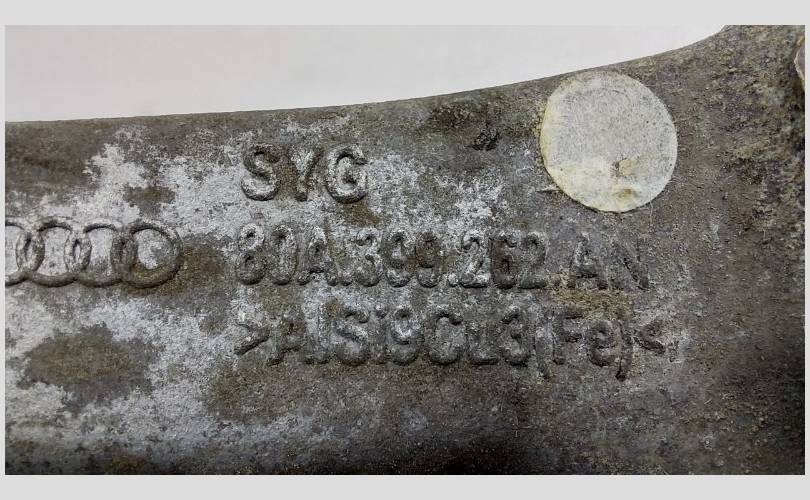 SYG
80A.399.262.AN
>AlSi9Cu3(Fe)<